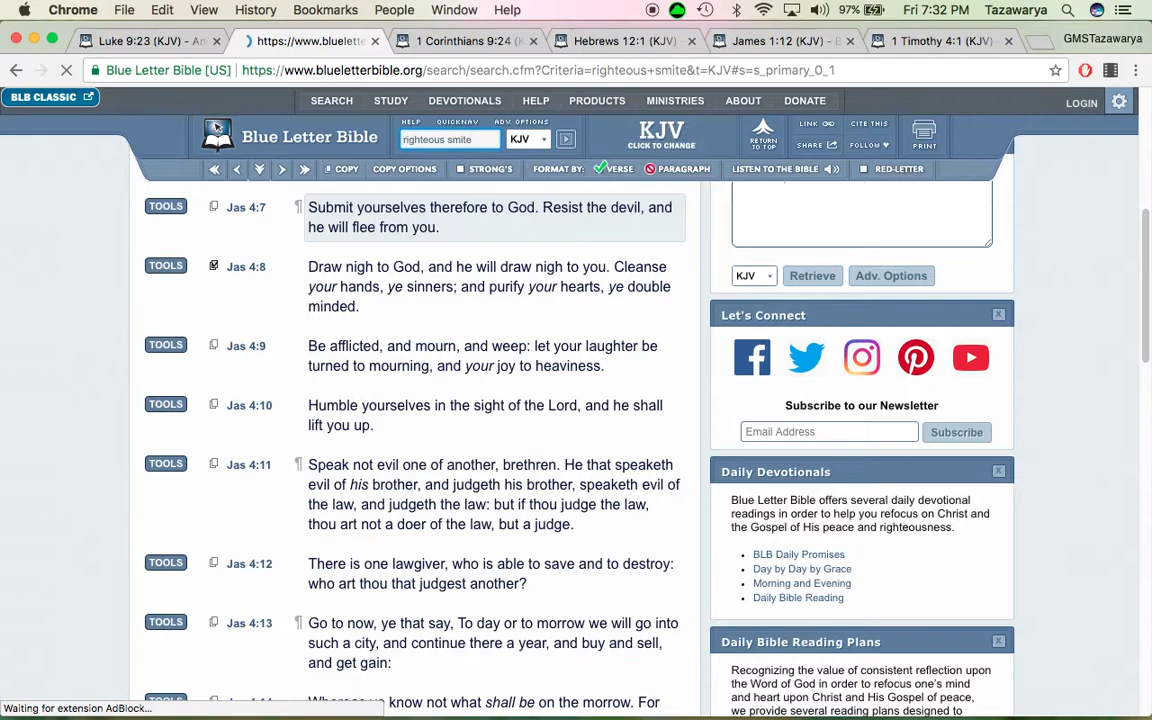 Chrome File Edit View History Bookmarks People Window Help 97% Fri 7:32 PM Tazawarya
Luke 9:23 (KJV) - An
https://www.bluelette
1 Corinthians 9:24 (K
Hebrews 12:1 (KJV) -
James 1:12 (KJV) - B
1 Timothy 4:1 (KJV) -
GMSTazawarya
Blue Letter Bible [US] https://www.blueletterbible.org/search/search.cfm?Criteria=righteous+smite&t=KJV#s=s_primary_0_1
BLB CLASSIC
SEARCH STUDY DEVOTIONALS HELP PRODUCTS MINISTRIES ABOUT DONATE LOGIN
HELP QUICKNAV ADV. OPTIONS
Blue Letter Bible
righteous smite
KJV
KJV
CLICK TO CHANGE
RETURN TO TOP
LINK
CITE THIS
SHARE
FOLLOW
PRINT
COPY COPY OPTIONS STRONG'S FORMAT BY: VERSE PARAGRAPH LISTEN TO THE BIBLE RED-LETTER
TOOLS Jas 4:7 ¶ Submit yourselves therefore to God. Resist the devil, and
he will flee from you.
TOOLS Jas 4:8 Draw nigh to God, and he will draw nigh to you. Cleanse
your hands, ye sinners; and purify your hearts, ye double
minded.
TOOLS Jas 4:9 Be afflicted, and mourn, and weep: let your laughter be
turned to mourning, and your joy to heaviness.
TOOLS Jas 4:10 Humble yourselves in the sight of the Lord, and he shall
lift you up.
TOOLS Jas 4:11 ¶ Speak not evil one of another, brethren. He that speaketh
evil of his brother, and judgeth his brother, speaketh evil of
the law, and judgeth the law: but if thou judge the law,
thou art not a doer of the law, but a judge.
TOOLS Jas 4:12 There is one lawgiver, who is able to save and to destroy:
who art thou that judgest another?
TOOLS Jas 4:13 ¶ Go to now, ye that say, To day or to morrow we will go into
such a city, and continue there a year, and buy and sell,
and get gain:
Whereas ye know not what shall be on the morrow. For
KJV Retrieve Adv. Options
Let's Connect X
Subscribe to our Newsletter
Email Address Subscribe
Daily Devotionals X
Blue Letter Bible offers several daily devotional
readings in order to help you refocus on Christ and
the Gospel of His peace and righteousness.
• BLB Daily Promises
• Day by Day by Grace
• Morning and Evening
• Daily Bible Reading
Daily Bible Reading Plans X
Recognizing the value of consistent reflection upon
the Word of God in order to refocus one's mind
and heart upon Christ and His Gospel of peace,
we provide several reading plans designed to
Waiting for extension AdBlock...